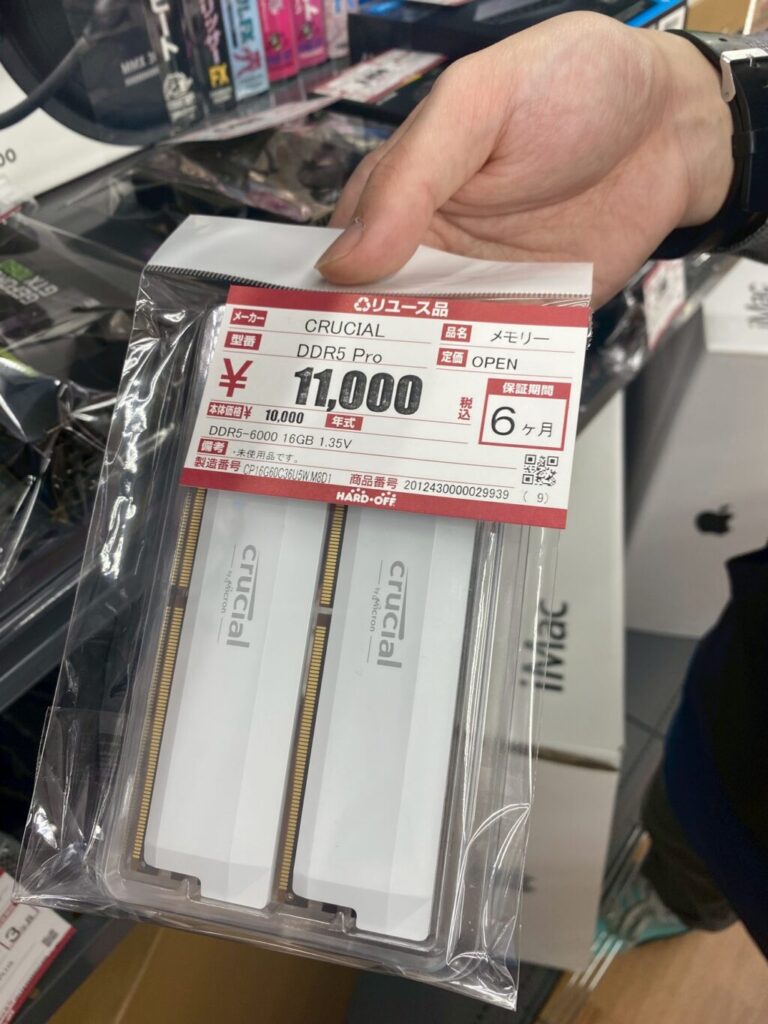 リユース品
メーカー CRUCIAL 品名 メモリー
型番 DDR5 Pro 定価 OPEN
¥ 11,000 税込
保証期間
6ヶ月
本体価格¥ 10,000 年式
DDR5-6000 16GB 1.35V
備考 ・未使用品です。
製造番号 CP16G60C36U5W.M8D1 商品番号 2012430000029939 ( 9)
HARD・OFF
crucial
by Micron
crucial
by Micron
iMac
iMac
FX